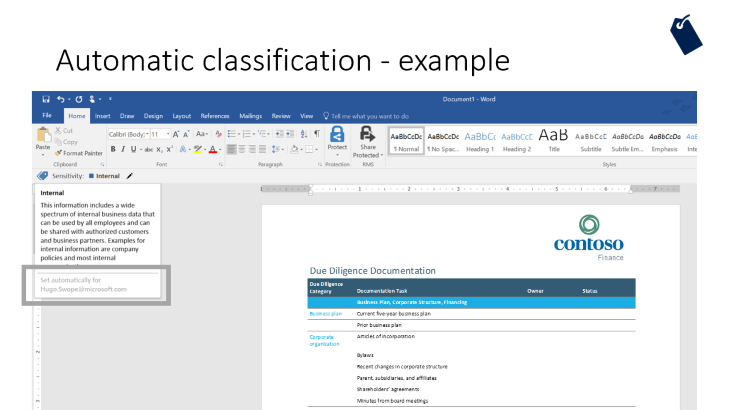 Automatic classification - example
Document1 - Word
File Home Insert Draw Design Layout References Mailings Review View Tell me what you want to do
Cut
Copy
Format Painter
Paste
Calibri (Body) 11
Protect
Share Protected
AaBbCcDc AaBbCcDc AaBbCc AaBbCcC AaB AaBbCcC AaBbCcDa AaBbCcDa
¶ Normal ¶ No Spac... Heading 1 Heading 2 Title Subtitle Subtle Em... Emphasis
Clipboard Font Paragraph Protection RMS Styles
Sensitivity: Internal
Internal
This information includes a wide
spectrum of internal business data that
can be used by all employees and can
be shared with authorized customers
and business partners. Examples for
internal information are company
policies and most internal
Set automatically for
Hugo.Swope@microsoft.com
1 2 3 4 5 6 7
contoso
Finance
Due Diligence Documentation
Due Diligence
Category Documentation Task Owner Status
Business Plan, Corporate Structure, Financing
Business plan Current five-year business plan
Prior business plan
Corporate
organization Articles of incorporation
Bylaws
Recent changes in corporate structure
Parent, subsidiaries, and affiliates
Shareholders' agreements
Minutes from board meetings